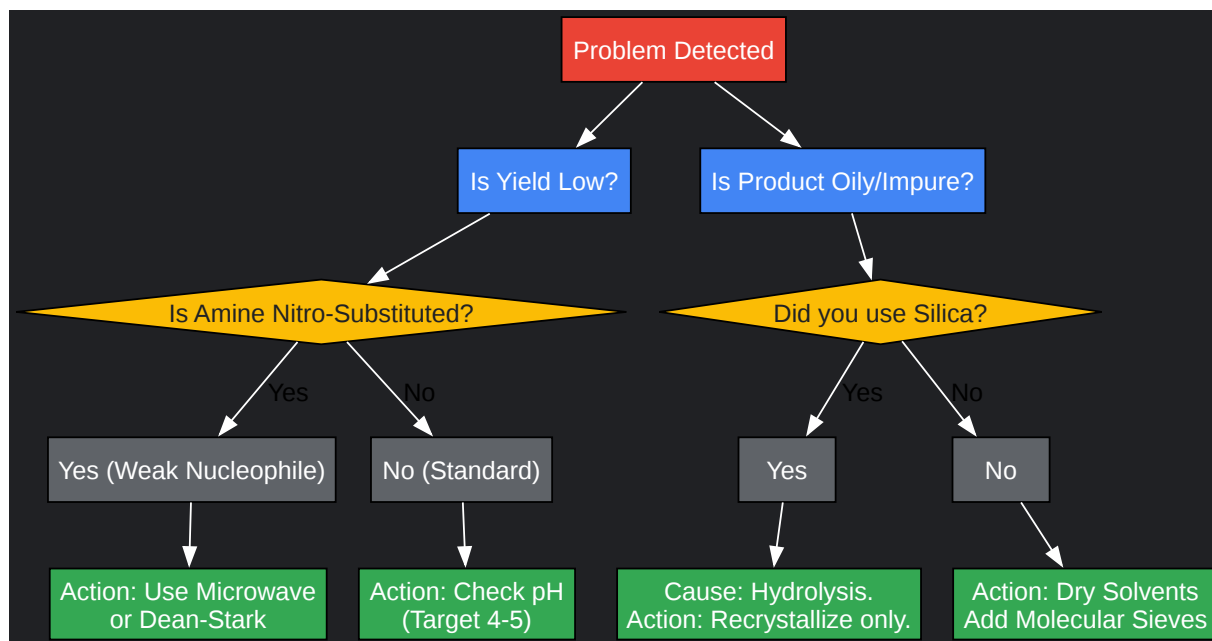 Problem Detected
Is Yield Low?
Is Product Oily/Impure?
Is Amine Nitro-Substituted?
Did you use Silica?
Yes
No
Yes
No
Yes (Weak Nucleophile)
No (Standard)
Yes
No
Action: Use Microwave
or Dean-Stark
Action: Check pH
(Target 4-5)
Cause: Hydrolysis.
Action: Recrystallize only.
Action: Dry Solvents
Add Molecular Sieves